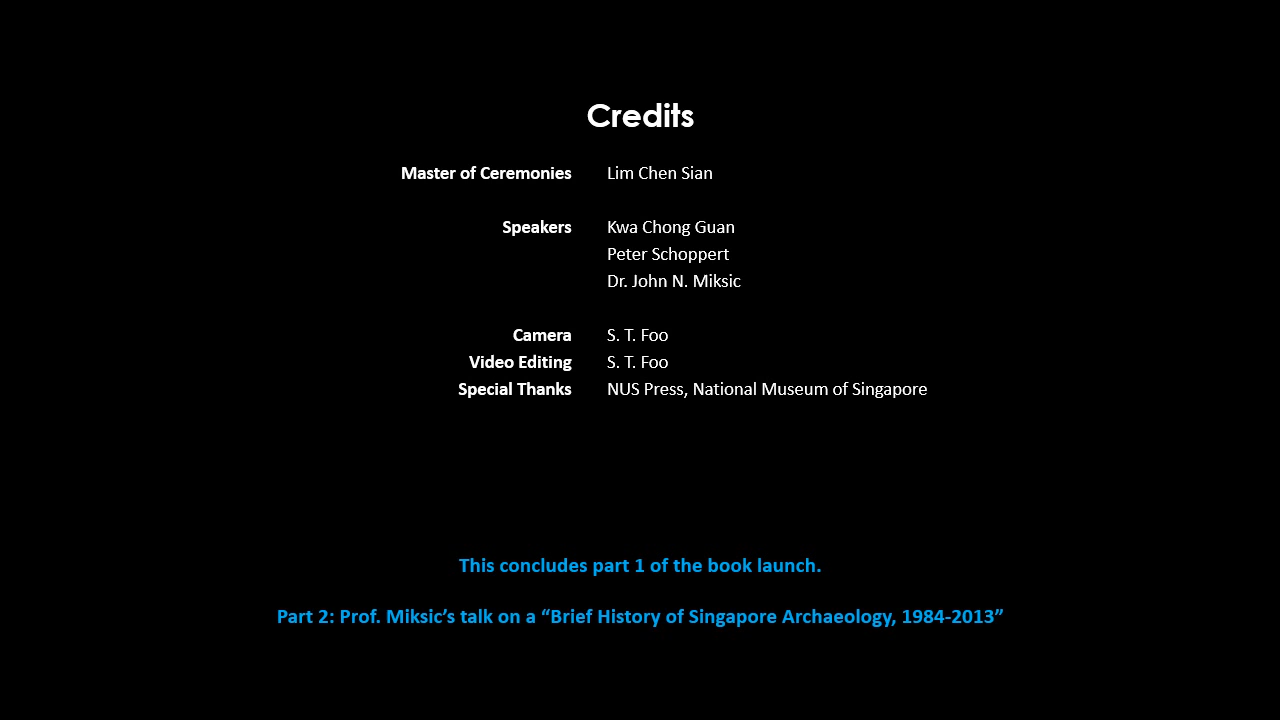 Credits
Master of Ceremonies Lim Chen Sian
Speakers Kwa Chong Guan
Peter Schoppert
Dr. John N. Miksic
Camera S. T. Foo
Video Editing S. T. Foo
Special Thanks NUS Press, National Museum of Singapore
This concludes part 1 of the book launch.
Part 2: Prof. Miksic’s talk on a “Brief History of Singapore Archaeology, 1984-2013”